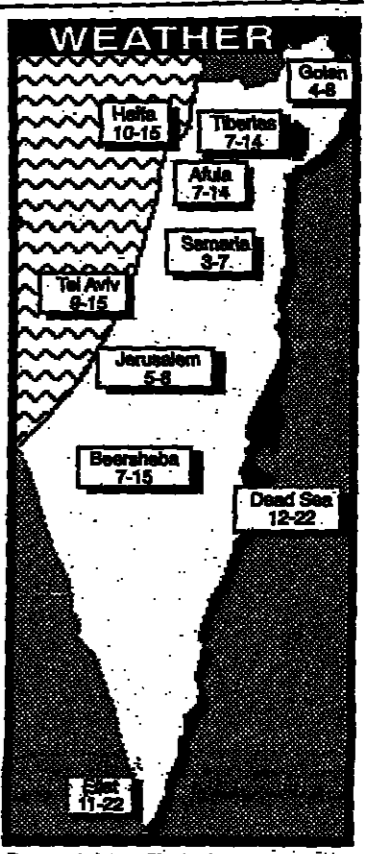 WEATHER
Golan
4-8
Haifa
10-15
Tiberias
7-14
Afula
7-14
Samaria
3-7
Tel Aviv
9-15
Jerusalem
5-8
Beersheba
7-15
Dead Sea
12-22
Eilat
11-22